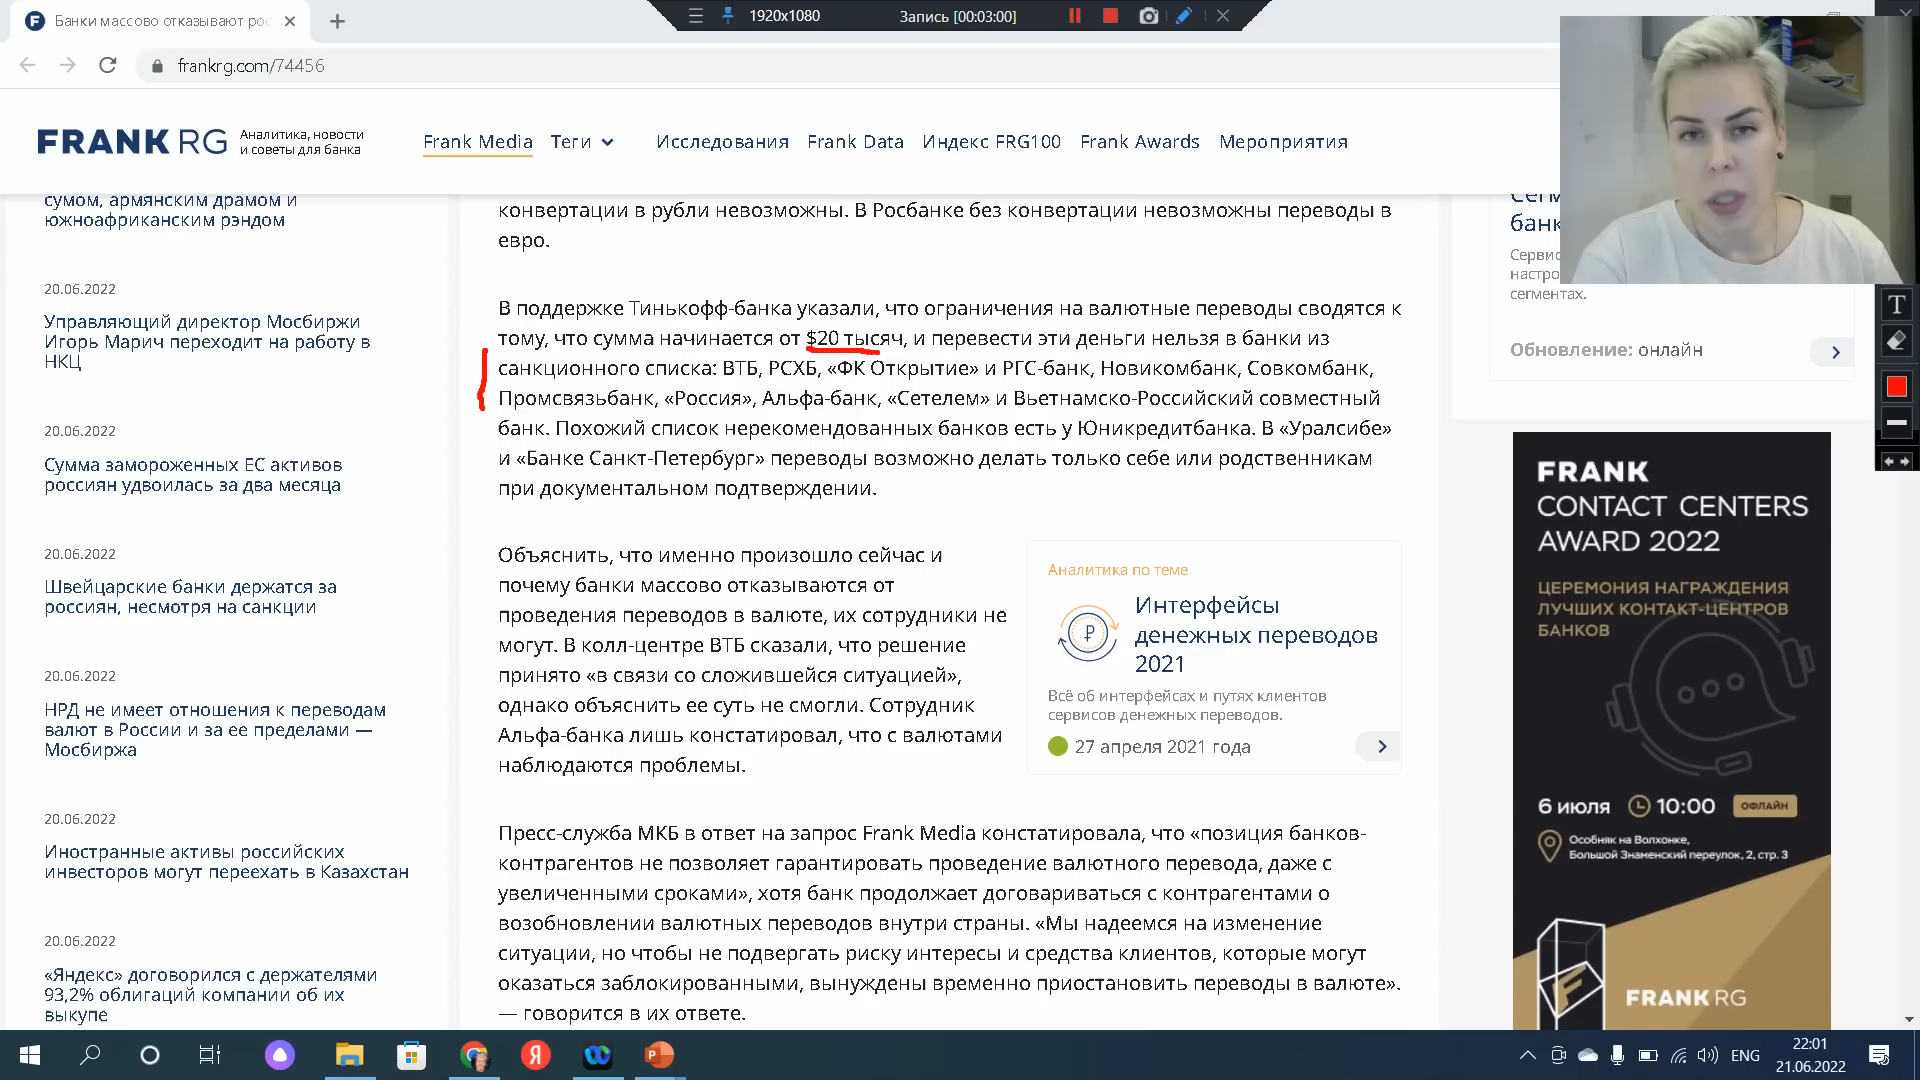 Банки массово отказывают рос
1920x1080
Запись [00:03:00]
frankrg.com/74456
FRANK RG
Аналитика, новости
и советы для банка
Frank Media
Теги
Исследования
Frank Data
Индекс FRG100
Frank Awards
Мероприятия
сумом, армянским драмом и
южноафриканским рэндом
20.06.2022
Управляющий директор Мосбиржи
Игорь Марич переходит на работу в
НКЦ
20.06.2022
Сумма замороженных ЕС активов
россиян удвоилась за два месяца
20.06.2022
Швейцарские банки держатся за
россиян, несмотря на санкции
20.06.2022
НРД не имеет отношения к переводам
валют в России и за ее пределами —
Мосбиржа
20.06.2022
Иностранные активы российских
инвесторов могут переехать в Казахстан
20.06.2022
«Яндекс» договорился с держателями
93,2% облигаций компании об их
выкупе
конвертации в рубли невозможны. В Росбанке без конвертации невозможны переводы в
евро.
В поддержке Тинькофф-банка указали, что ограничения на валютные переводы сводятся к
тому, что сумма начинается от $20 тысяч, и перевести эти деньги нельзя в банки из
санкционного списка: ВТБ, РСХБ, «ФК Открытие» и РГС-банк, Новикомбанк, Совкомбанк,
Промсвязьбанк, «Россия», Альфа-банк, «Сетелем» и Вьетнамско-Российский совместный
банк. Похожий список нерекомендованных банков есть у Юникредитбанка. В «Уралсибе»
и «Банке Санкт-Петербург» переводы возможно делать только себе или родственникам
при документальном подтверждении.
Объяснить, что именно произошло сейчас и
почему банки массово отказываются от
проведения переводов в валюте, их сотрудники не
могут. В колл-центре ВТБ сказали, что решение
принято «в связи со сложившейся ситуацией»,
однако объяснить ее суть не смогли. Сотрудник
Альфа-банка лишь констатировал, что с валютами
наблюдаются проблемы.
Аналитика по теме
Интерфейсы
денежных переводов
2021
Всё об интерфейсах и путях клиентов
сервисов денежных переводов.
27 апреля 2021 года
Пресс-служба МКБ в ответ на запрос Frank Media констатировала, что «позиция банков-
контрагентов не позволяет гарантировать проведение валютного перевода, даже с
увеличенными сроками», хотя банк продолжает договариваться с контрагентами о
возобновлении валютных переводов внутри страны. «Мы надеемся на изменение
ситуации, но чтобы не подвергать риску интересы и средства клиентов, которые могут
оказаться заблокированными, вынуждены временно приостановить переводы в валюте».
— говорится в их ответе.
банк
Сервис
настро
сегментах.
Обновление: онлайн
T
FRANK
CONTACT CENTERS
AWARD 2022
ЦЕРЕМОНИЯ НАГРАЖДЕНИЯ
ЛУЧШИХ КОНТАКТ-ЦЕНТРОВ
БАНКОВ
6 июля
10:00
ОФЛАЙН
Особняк на Волхонке,
Большой Знаменский переулок, 2, стр. 3
FRANK RG
ENG
22:01
21.06.2022